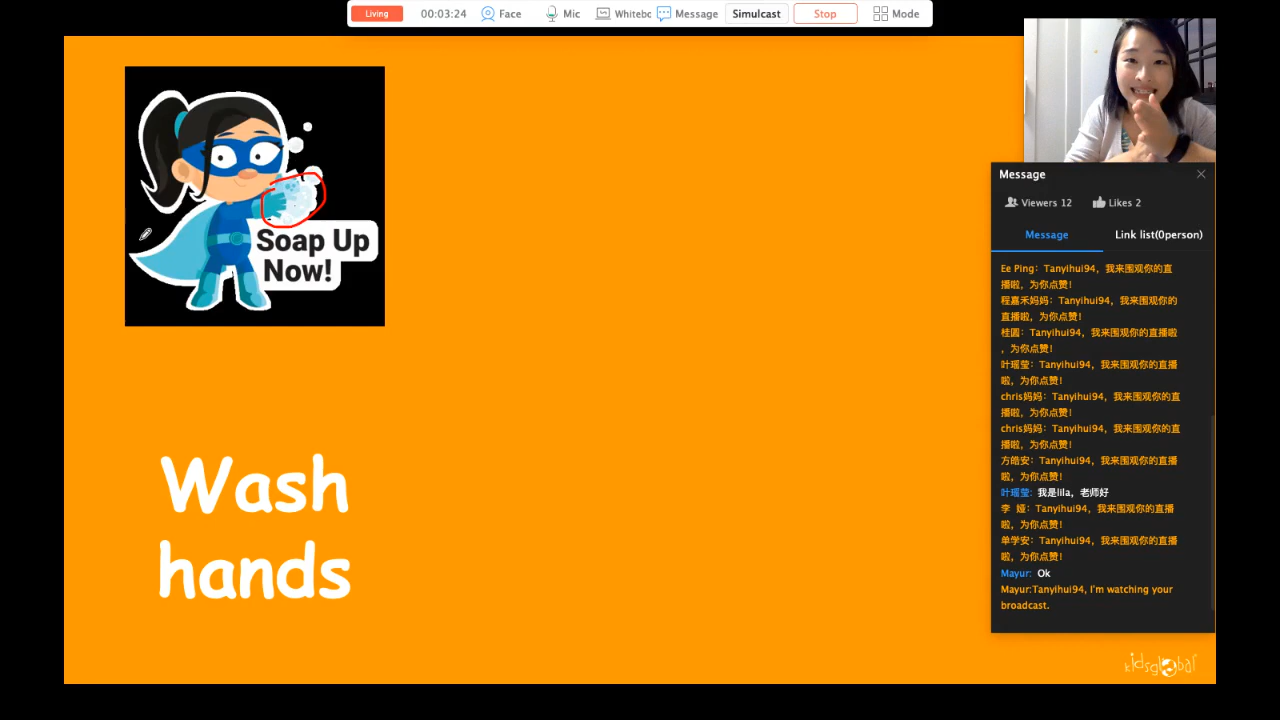 Living 00:03:24 Face Mic Whitebc Message Simulcast Stop Mode
Soap Up
Now!
Wash
hands
Message
Viewers 12 Likes 2
Message Link list(0person)
Ee Ping：Tanyihui94，我来围观你的直
播啦，为你点赞！
程嘉禾妈妈：Tanyihui94，我来围观你的
直播啦，为你点赞！
桂圆：Tanyihui94，我来围观你的直播啦
，为你点赞！
叶瑶莹：Tanyihui94，我来围观你的直播
啦，为你点赞！
chris妈妈：Tanyihui94，我来围观你的直
播啦，为你点赞！
chris妈妈：Tanyihui94，我来围观你的直
播啦，为你点赞！
方皓安：Tanyihui94，我来围观你的直播
啦，为你点赞！
叶瑶莹：我是lila，老师好
李 娅：Tanyihui94，我来围观你的直播
啦，为你点赞！
单学安：Tanyihui94，我来围观你的直播
啦，为你点赞！
Mayur: Ok
Mayur:Tanyihui94, I'm watching your
broadcast.
kidsglobal